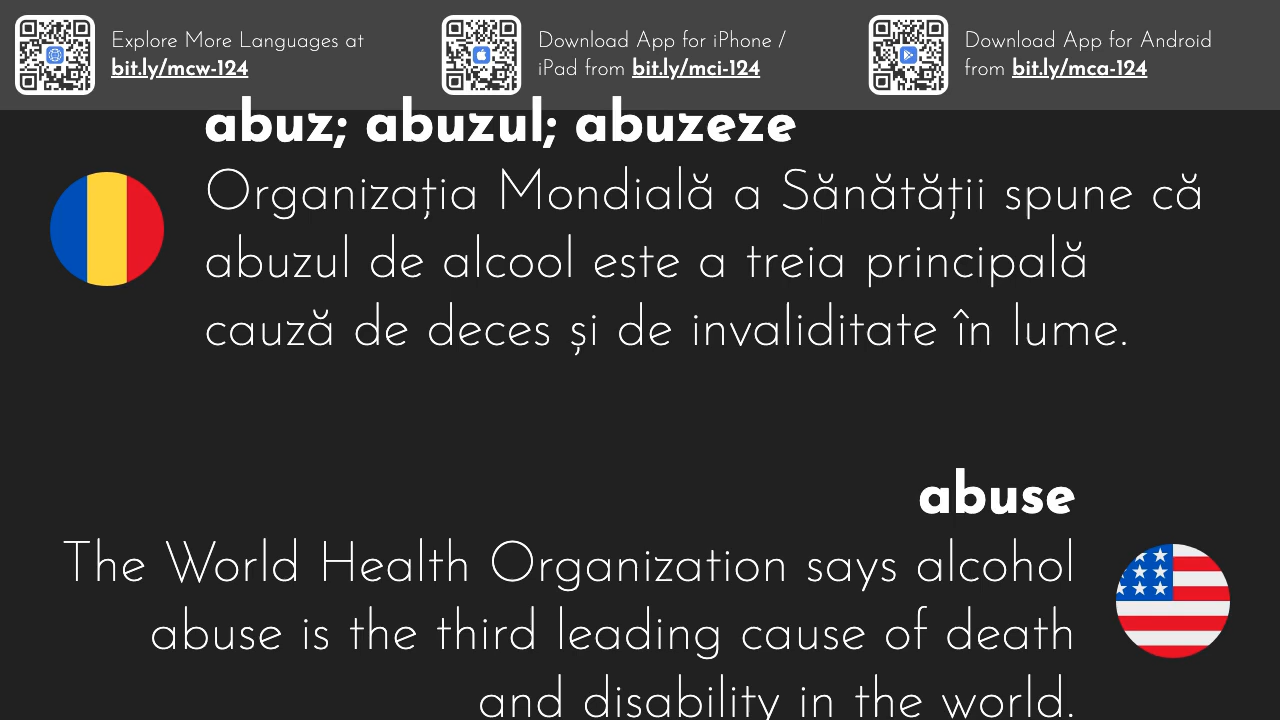 Explore More Languages at
bit.ly/mcw-124
Download App for iPhone /
iPad from bit.ly/mci-124
Download App for Android
from bit.ly/mca-124
abuz; abuzul; abuzeze
Organizația Mondială a Sănătății spune că
abuzul de alcool este a treia principală
cauză de deces și de invaliditate în lume.
abuse
The World Health Organization says alcohol
abuse is the third leading cause of death
and disability in the world.